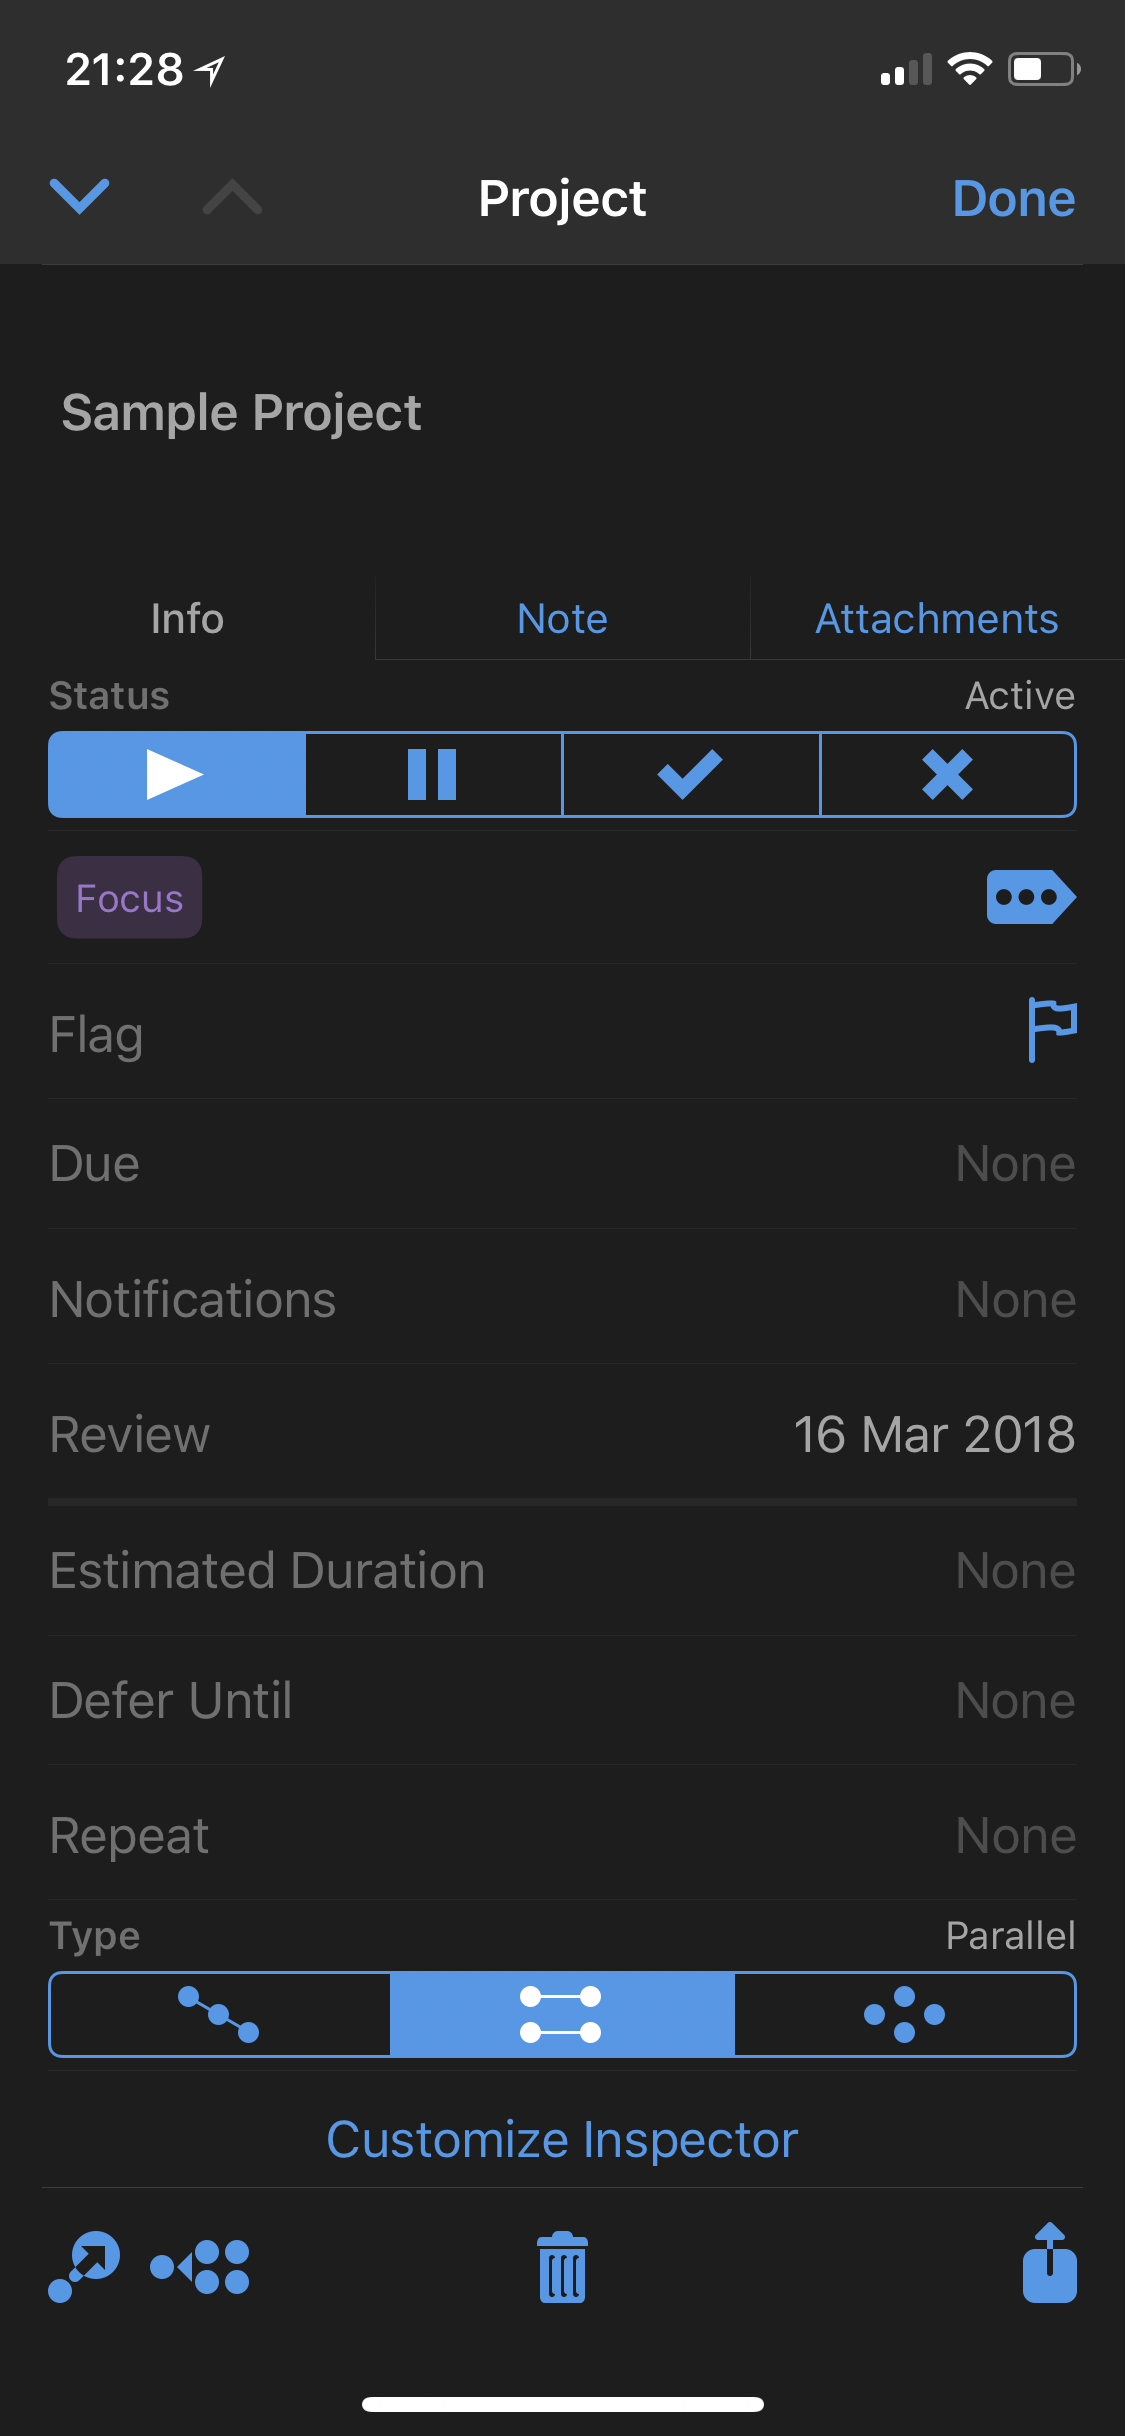 21:28
Project
Done
Sample Project
Info
Note
Attachments
Status
Active
Focus
Flag
Due
None
Notifications
None
Review
16 Mar 2018
Estimated Duration
None
Defer Until
None
Repeat
None
Type
Parallel
Customize Inspector